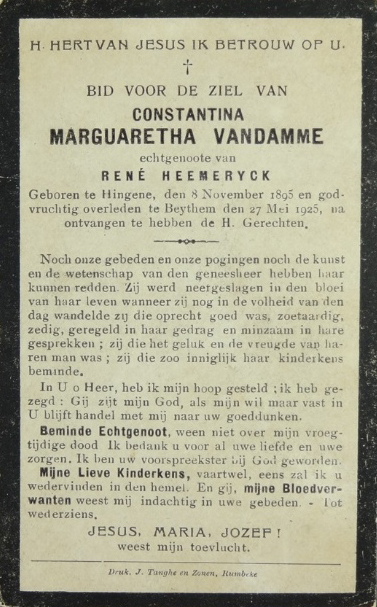 H. HERT VAN JESUS IK BETROUW OP U.
†
BID VOOR DE ZIEL VAN
CONSTANTINA
MARGUARETHA VANDAMME
echtgenoote van
RENÉ HEEMERYCK
Geboren te Hingene, den 8 November 1895 en god-
vruchtig overleden te Beythem den 27 Mei 1925, na
ontvangen te hebben de H. Gerechten.
Noch onze gebeden en onze pogingen noch de kunst
en de wetenschap van den geneesheer hebben haar
kunnen redden. Zij werd neergeslagen in den bloei
van haar leven wanneer zij nog in de volheid van den
dag wandelde zij die oprecht goed was, zoetaardig,
zedig, geregeld in haar gedrag en minzaam in hare
gesprekken ; zij die het geluk en de vreugde van ha-
ren man was ; zij die zoo inniglijk haar kinderkens
beminde.
In U o Heer, heb ik mijn hoop gesteld ; ik heb ge-
zegd : Gij zijt mijn God, als mijn wil maar vast in
U blijft handel met mij naar uw goeddunken.
Beminde Echtgenoot, ween niet over mijn vroeg-
tijdige dood Ik bedank u voor al uwe liefde en uwe
zorgen. Ik ben uw voorspreekster bij God geworden.
Mijne Lieve Kinderkens, vaartwel, eens zal ik u
wedervinden in den hemel. En gij, mijne Bloedver-
wanten weest mij indachtig in uwe gebeden. - Tot
wederziens.
JESUS, MARIA, JOZEF !
weest mijn toevlucht.
Druk. J. Tanghe en Zonen, Rumbeke